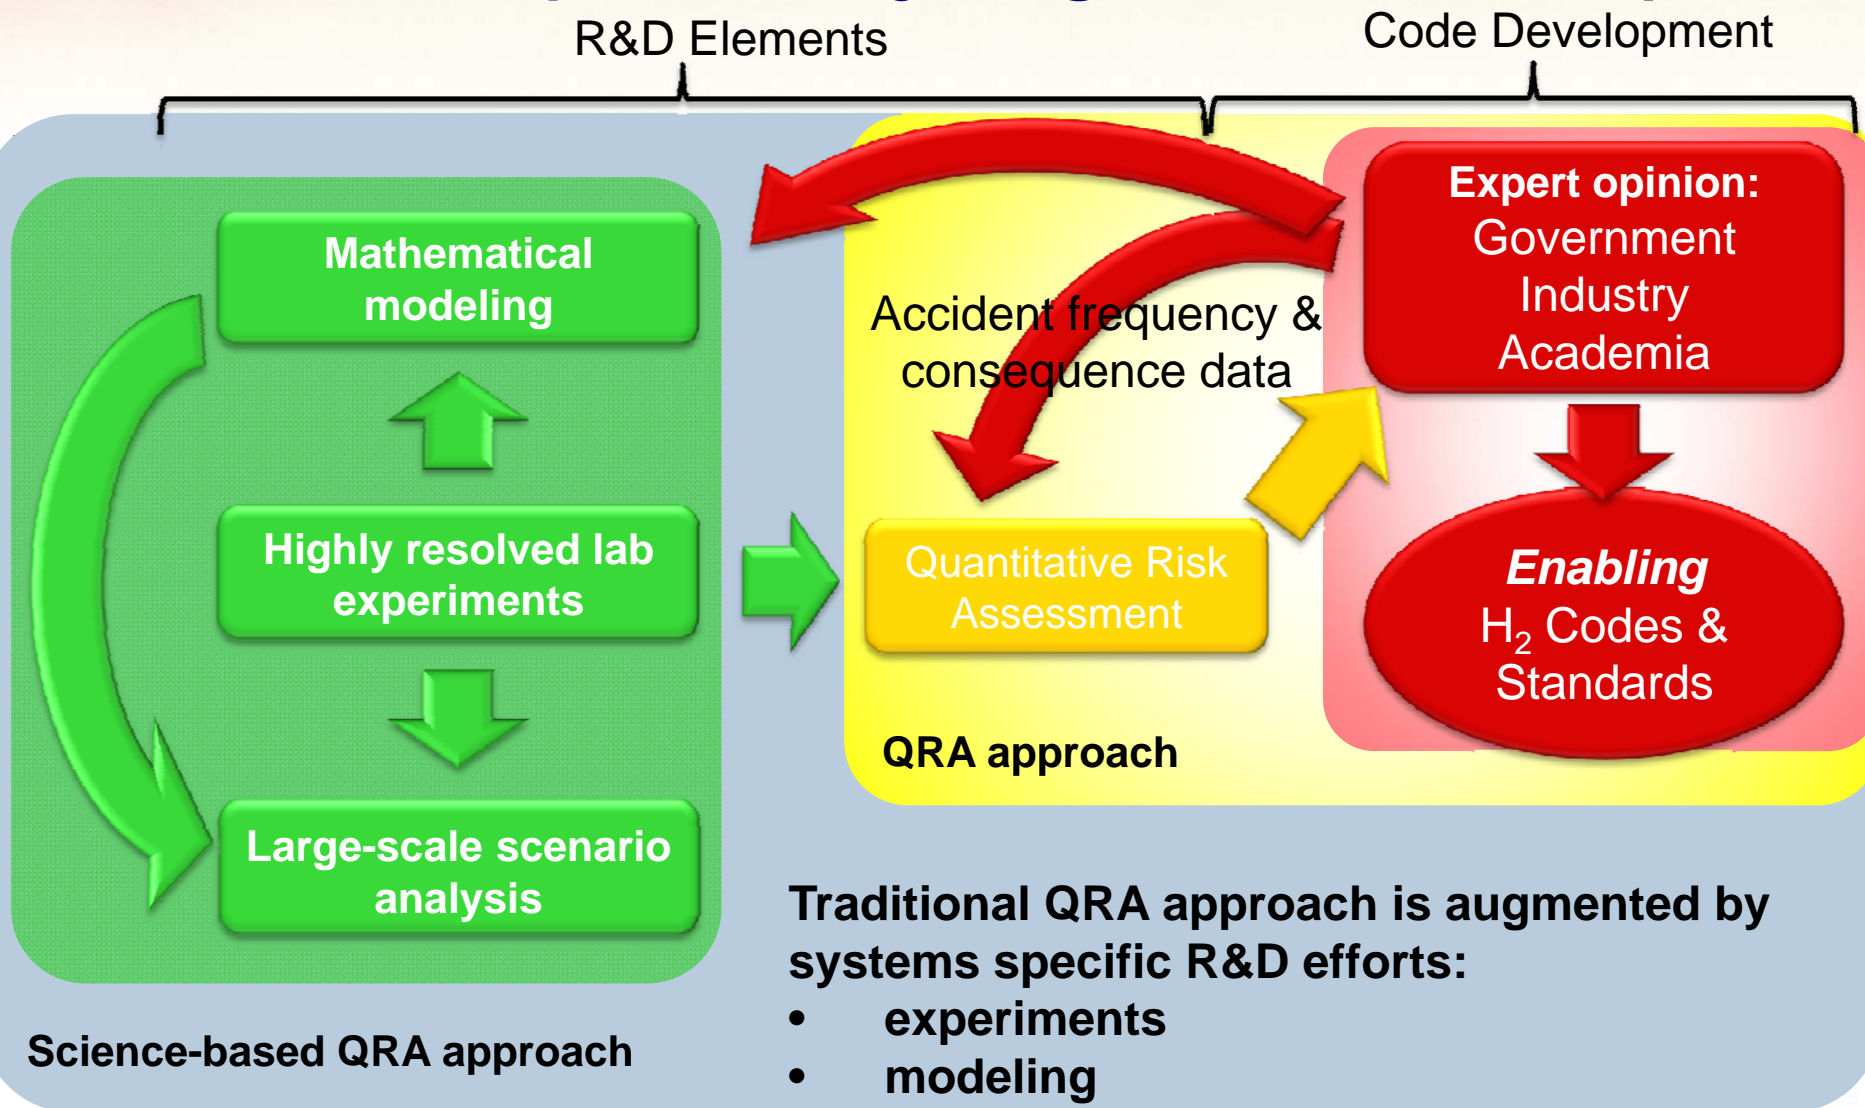 R&D Elements
Code Development
Expert opinion:
Government
Industry
Academia
Mathematical
modeling
Accident frequency &
consequence data
Highly resolved lab
experiments
Quantitative Risk
Assessment
Enabling
H₂ Codes &
Standards
QRA approach
Large-scale scenario
analysis
Traditional QRA approach is augmented by
systems specific R&D efforts:
• experiments
• modeling
Science-based QRA approach